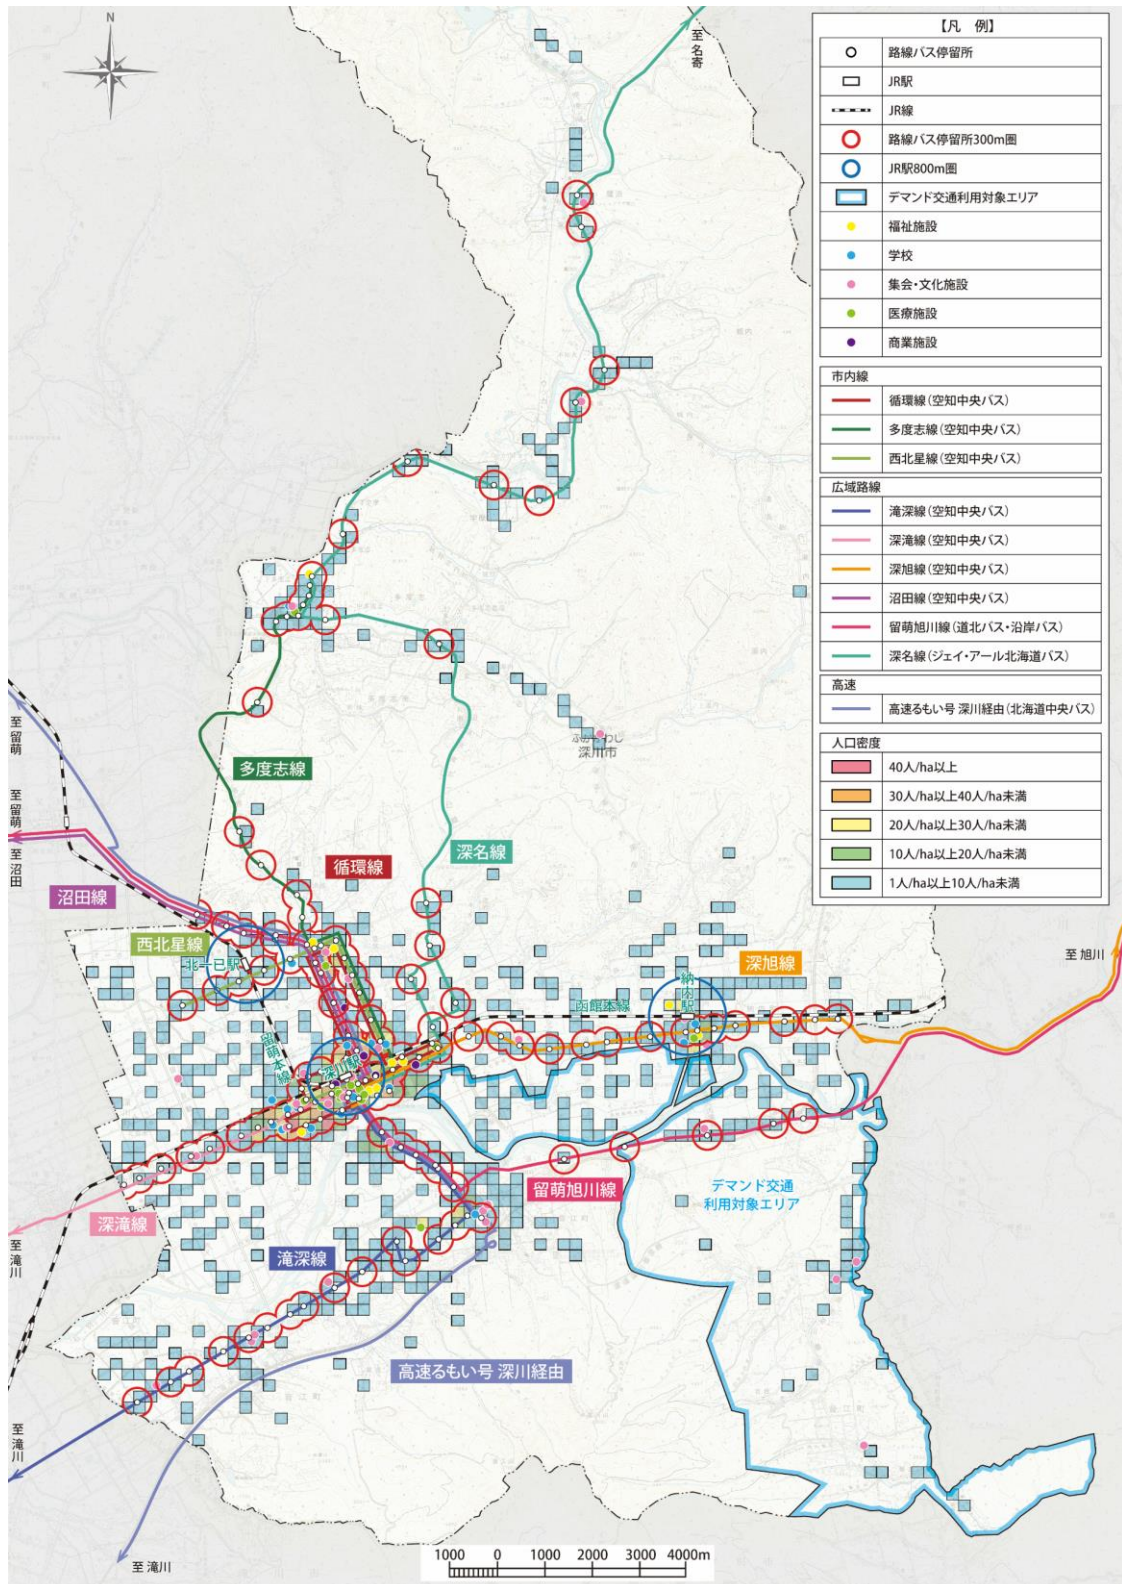 N
至名寄
【凡 例】
路線バス停留所
JR駅
JR線
路線バス停留所300m圏
JR駅800m圏
デマンド交通利用対象エリア
福祉施設
学校
集会・文化施設
医療施設
商業施設
市内線
循環線(空知中央バス)
多度志線(空知中央バス)
西北星線(空知中央バス)
広域路線
滝深線(空知中央バス)
深滝線(空知中央バス)
深旭線(空知中央バス)
沼田線(空知中央バス)
留萌旭川線(道北バス・沿岸バス)
深名線(ジェイ・アール北海道バス)
高速
高速るもい号 深川経由(北海道中央バス)
人口密度
40人/ha以上
30人/ha以上40人/ha未満
20人/ha以上30人/ha未満
10人/ha以上20人/ha未満
1人/ha以上10人/ha未満
深川市
至留萌
多度志線
至留萌
至沼田
循環線
深名線
沼田線
西北星線
北一已駅
深旭線
至旭川
納内駅
函館本線
留萌本線
深川駅
デマンド交通
利用対象エリア
留萌旭川線
深滝線
至滝川
滝深線
高速るもい号 深川経由
至滝川
至滝川
1000 0 1000 2000 3000 4000m